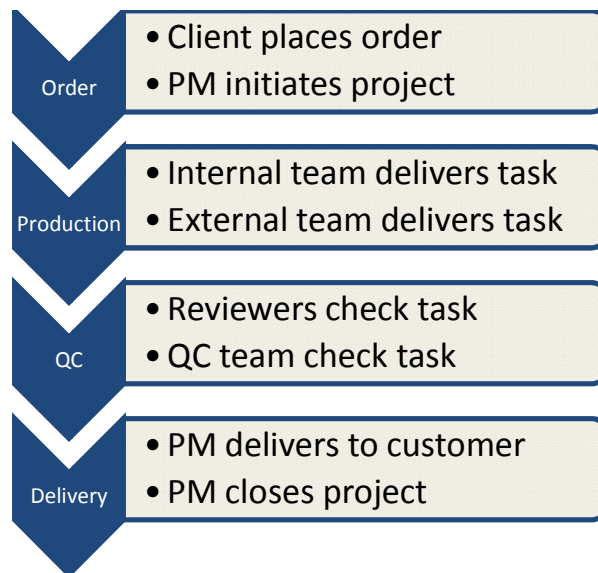 Order
• Client places order
• PM initiates project
Production
• Internal team delivers task
• External team delivers task
QC
• Reviewers check task
• QC team check task
Delivery
• PM delivers to customer
• PM closes project